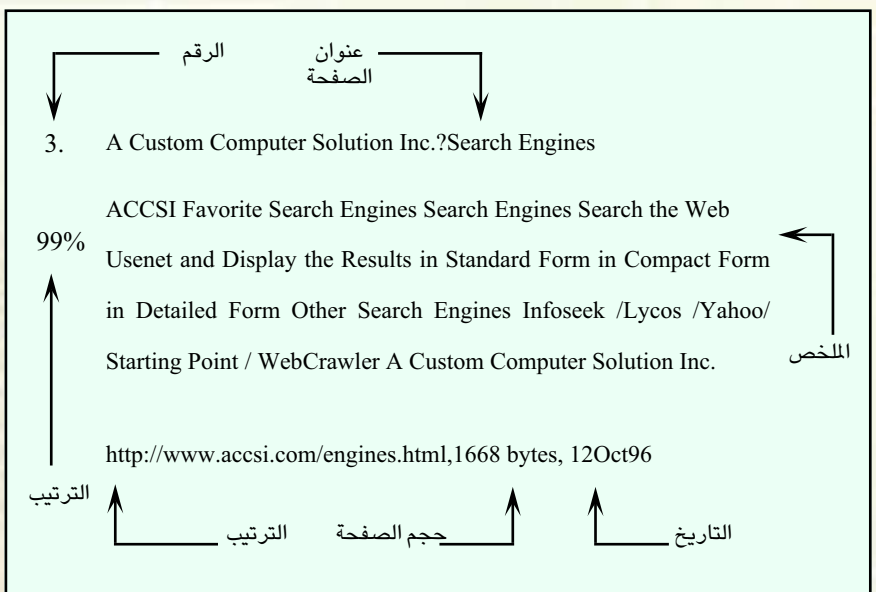 الرقم
عنوان
الصفحة
3. A Custom Computer Solution Inc.?Search Engines
ACCSI Favorite Search Engines Search Engines Search the Web
99%
Usenet and Display the Results in Standard Form in Compact Form
in Detailed Form Other Search Engines Infoseek /Lycos /Yahoo/
Starting Point / WebCrawler A Custom Computer Solution Inc.
الملخص
http://www.accsi.com/engines.html,1668 bytes, 12Oct96
الترتيب
الترتيب
حجم الصفحة
التاريخ